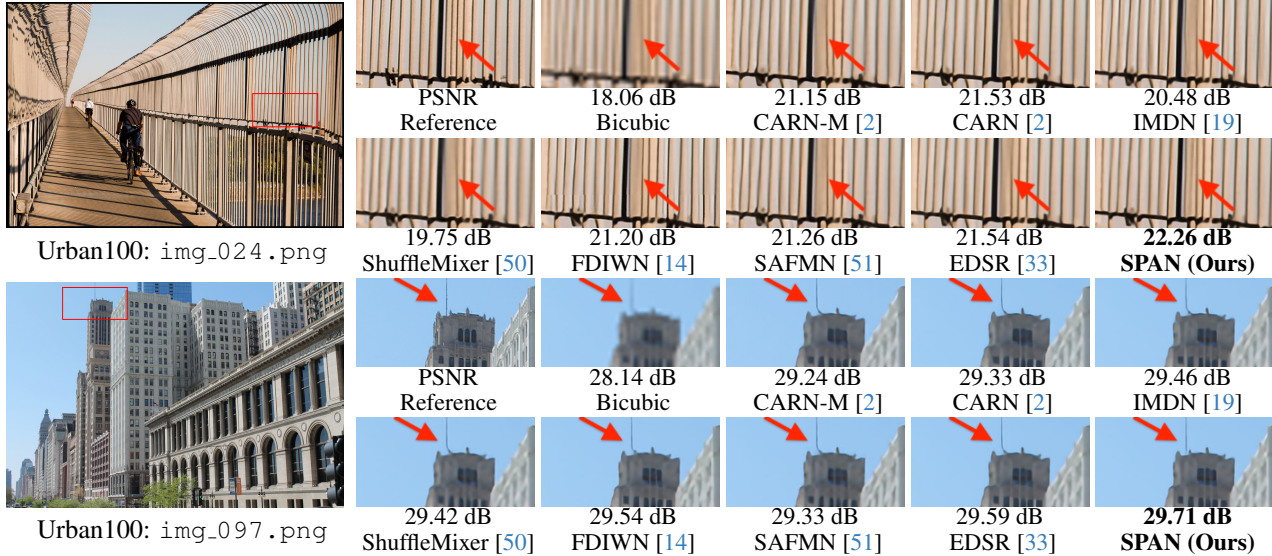 PSNR 18.06 dB 21.15 dB 21.53 dB 20.48 dB
Reference Bicubic CARN-M [2] CARN [2] IMDN [19]
19.75 dB 21.20 dB 21.26 dB 21.54 dB 22.26 dB
ShuffleMixer [50] FDIWN [14] SAFMN [51] EDSR [33] SPAN (Ours)
Urban100: img_024.png
PSNR 28.14 dB 29.24 dB 29.33 dB 29.46 dB
Reference Bicubic CARN-M [2] CARN [2] IMDN [19]
29.42 dB 29.54 dB 29.33 dB 29.59 dB 29.71 dB
ShuffleMixer [50] FDIWN [14] SAFMN [51] EDSR [33] SPAN (Ours)
Urban100: img_097.png